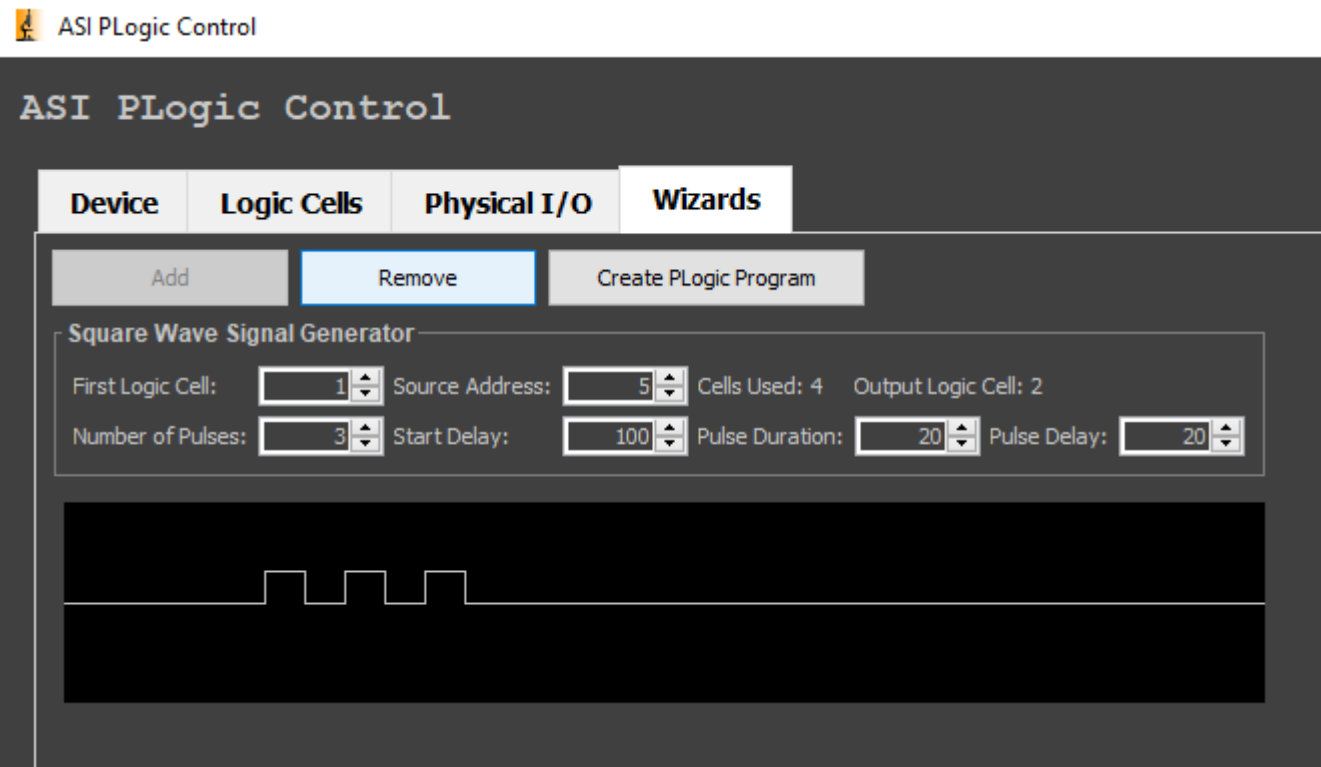 ASI PLogic Control
ASI PLogic Control
Device Logic Cells Physical I/O Wizards
Add Remove Create PLogic Program
Square Wave Signal Generator
First Logic Cell: 1 Source Address: 5 Cells Used: 4 Output Logic Cell: 2
Number of Pulses: 3 Start Delay: 100 Pulse Duration: 20 Pulse Delay: 20